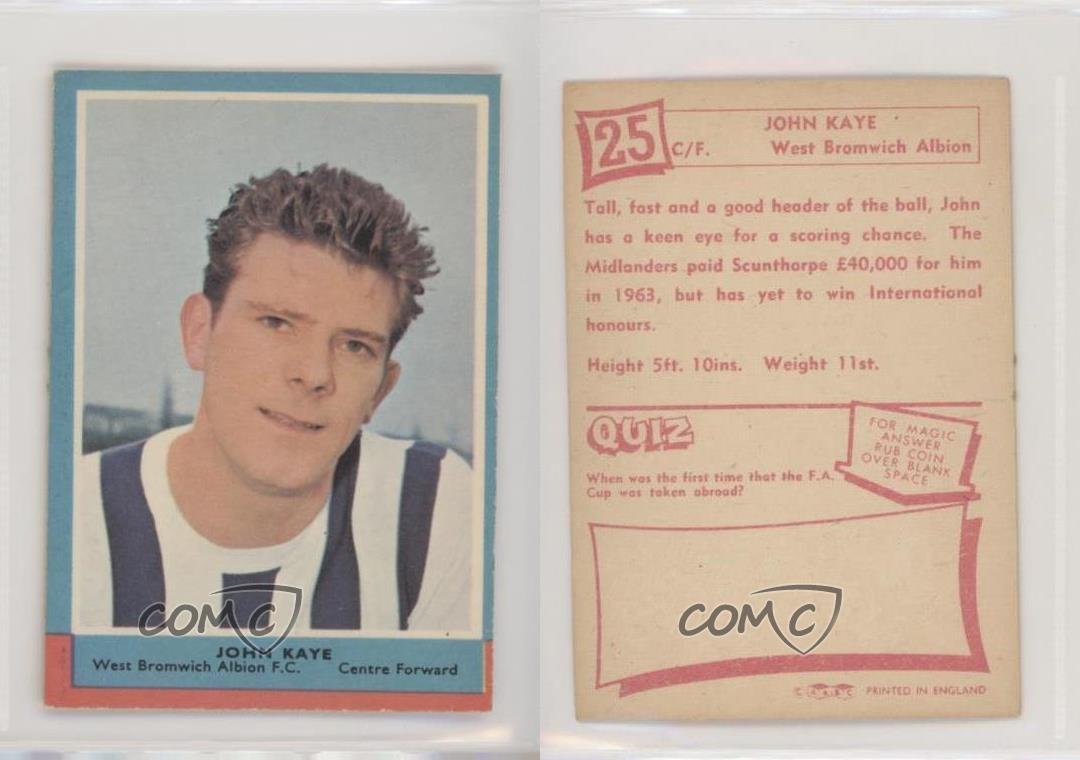 JOHN KAYE
West Bromwich Albion F.C. Centre Forward
COMC
25
JOHN KAYE
C/F. West Bromwich Albion
Tall, fast and a good header of the ball, John
has a keen eye for a scoring chance. The
Midlanders paid Scunthorpe £40,000 for him
in 1963, but has yet to win International
honours.
Height 5ft. 10ins. Weight 11st.
QUIZ
FOR MAGIC
ANSWER
RUB COIN
OVER BLANK
SPACE
When was the first time that the F.A.
Cup was taken abroad?
COMC
© A&BC PRINTED IN ENGLAND